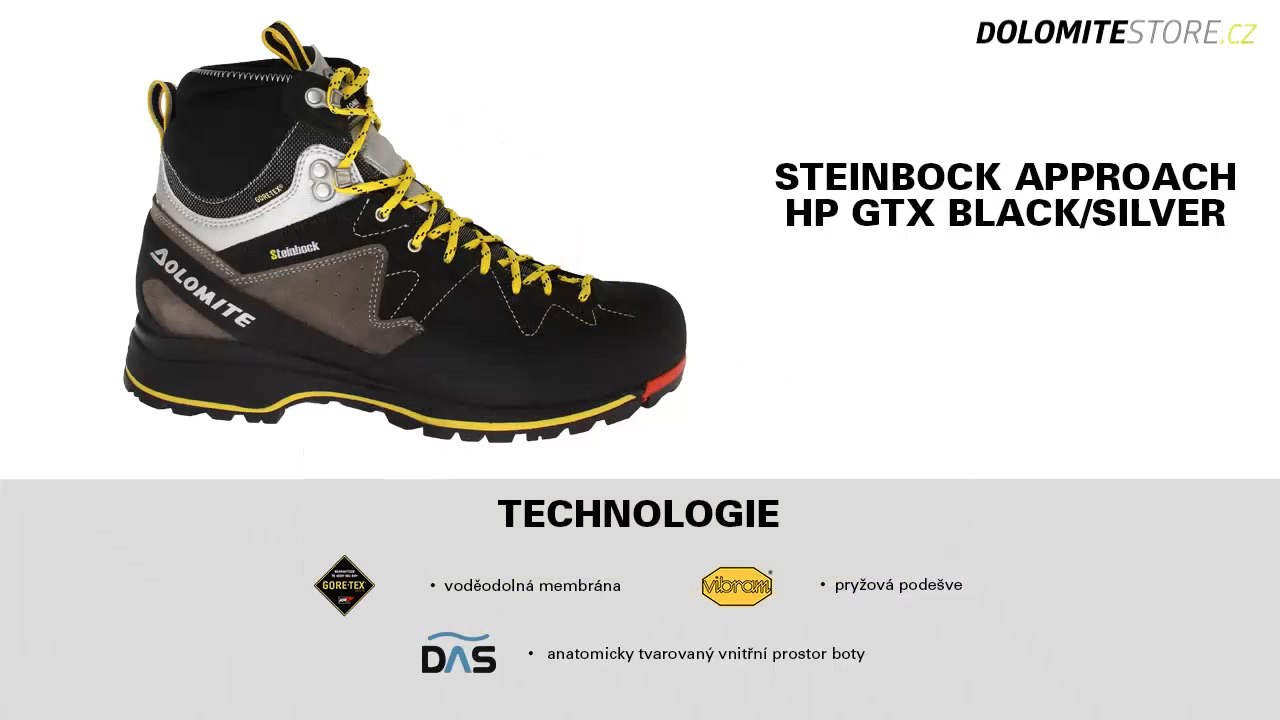 DOLOMITESTORE.CZ
STEINBOCK APPROACH
HP GTX BLACK/SILVER
GORE-TEX®
Steinbock
DOLOMITE
TECHNOLOGIE
GORE-TEX
• voděodolná membrána
vibram®
• pryžová podešve
DAS
• anatomicky tvarovaný vnitřní prostor boty